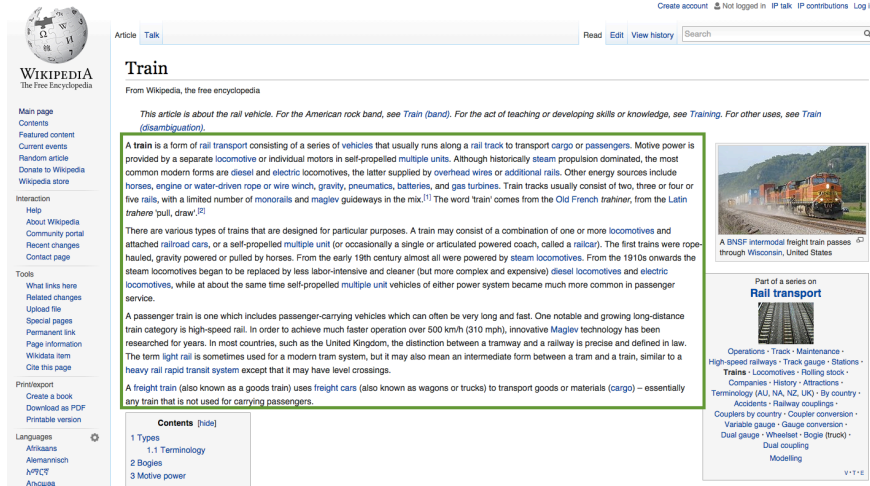 Create account Not logged in IP talk IP contributions Log i
Article Talk
Read Edit View history Search
WIKIPEDIA
The Free Encyclopedia
Main page
Contents
Featured content
Current events
Random article
Donate to Wikipedia
Wikipedia store
Interaction
Help
About Wikipedia
Community portal
Recent changes
Contact page
Tools
What links here
Related changes
Upload file
Special pages
Permanent link
Page information
Wikidata item
Cite this page
Print/export
Create a book
Download as PDF
Printable version
Languages
Afrikaans
Alemannisch
አማርኛ
Train
From Wikipedia, the free encyclopedia
This article is about the rail vehicle. For the American rock band, see Train (band). For the act of teaching or developing skills or knowledge, see Training. For other uses, see Train
(disambiguation).
A train is a form of rail transport consisting of a series of vehicles that usually runs along a rail track to transport cargo or passengers. Motive power is
provided by a separate locomotive or individual motors in self-propelled multiple units. Although historically steam propulsion dominated, the most
common modern forms are diesel and electric locomotives, the latter supplied by overhead wires or additional rails. Other energy sources include
horses, engine or water-driven rope or wire winch, gravity, pneumatics, batteries, and gas turbines. Train tracks usually consist of two, three or four or
five rails, with a limited number of monorails and maglev guideways in the mix.[1] The word 'train' comes from the Old French trahiner, from the Latin
trahere 'pull, draw'.[2]
There are various types of trains that are designed for particular purposes. A train may consist of a combination of one or more locomotives and
attached railroad cars, or a self-propelled multiple unit (or occasionally a single or articulated powered coach, called a railcar). The first trains were rope-
hauled, gravity powered or pulled by horses. From the early 19th century almost all were powered by steam locomotives. From the 1910s onwards the
steam locomotives began to be replaced by less labor-intensive and cleaner (but more complex and expensive) diesel locomotives and electric
locomotives, while at about the same time self-propelled multiple unit vehicles of either power system became much more common in passenger
service.
A passenger train is one which includes passenger-carrying vehicles which can often be very long and fast. One notable and growing long-distance
train category is high-speed rail. In order to achieve much faster operation over 500 km/h (310 mph), innovative Maglev technology has been
researched for years. In most countries, such as the United Kingdom, the distinction between a tramway and a railway is precise and defined in law.
The term light rail is sometimes used for a modern tram system, but it may also mean an intermediate form between a tram and a train, similar to a
heavy rail rapid transit system except that it may have level crossings.
A freight train (also known as a goods train) uses freight cars (also known as wagons or trucks) to transport goods or materials (cargo) – essentially
any train that is not used for carrying passengers.
Contents [hide]
1 Types
1.1 Terminology
2 Bogies
3 Motive power
A BNSF intermodal freight train passes
through Wisconsin, United States
Part of a series on
Rail transport
Operations · Track · Maintenance ·
High-speed railways · Track gauge · Stations ·
Trains · Locomotives · Rolling stock ·
Companies · History · Attractions ·
Terminology (AU, NA, NZ, UK) · By country ·
Accidents · Railway couplings ·
Couplers by country · Coupler conversion ·
Variable gauge · Gauge conversion ·
Dual gauge · Wheelset · Bogie (truck) ·
Dual coupling
Modelling
V·T·E